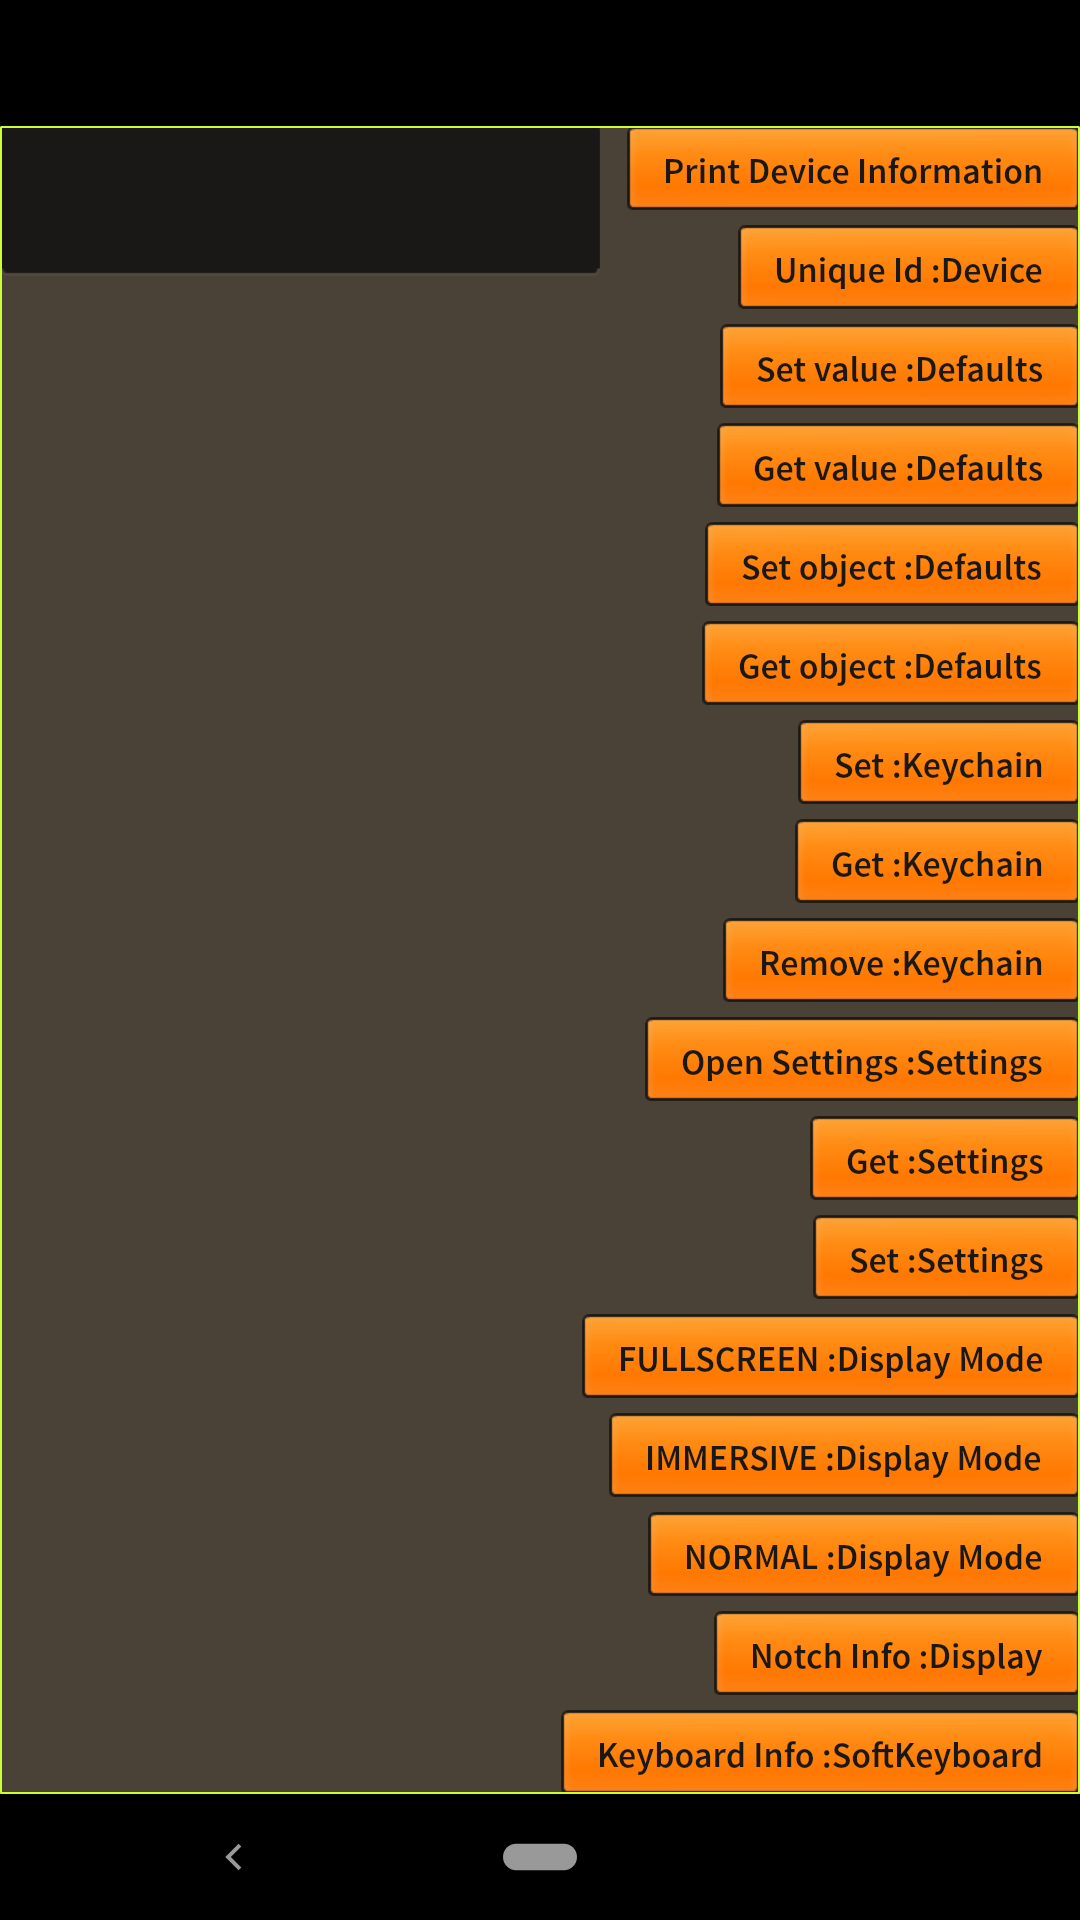 Print Device Information
Unique Id :Device
Set value :Defaults
Get value :Defaults
Set object :Defaults
Get object :Defaults
Set :Keychain
Get :Keychain
Remove :Keychain
Open Settings :Settings
Get :Settings
Set :Settings
FULLSCREEN :Display Mode
IMMERSIVE :Display Mode
NORMAL :Display Mode
Notch Info :Display
Keyboard Info :SoftKeyboard